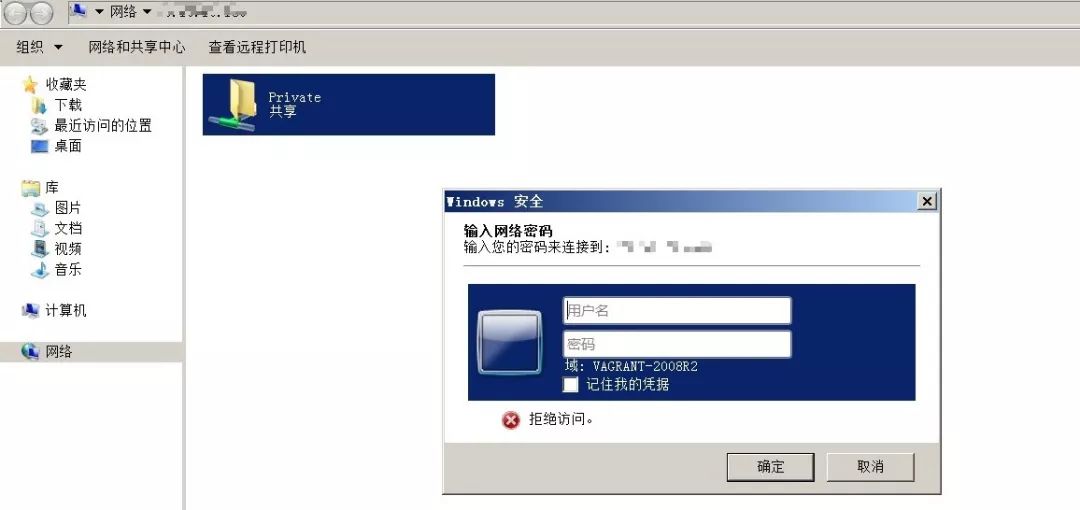 网络
组织 网络和共享中心 查看远程打印机
收藏夹
下载
最近访问的位置
桌面
库
图片
文档
视频
音乐
计算机
网络
Private
共享
Windows 安全
输入网络密码
输入您的密码来连接到:
用户名
密码
域: VAGRANT-2008R2
记住我的凭据
拒绝访问。
确定 取消